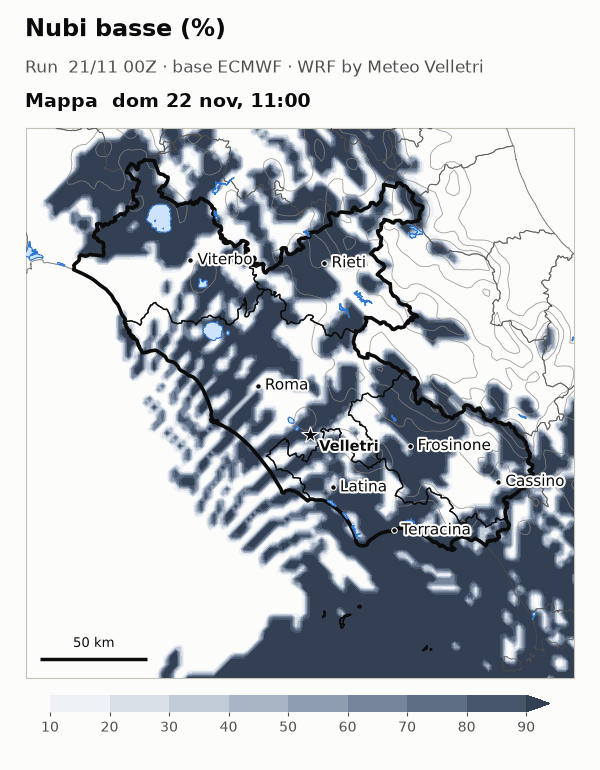 Nubi basse (%)
Run  21/11 00Z · base ECMWF · WRF by Meteo Velletri
Mappa  dom 22 nov, 11:00
Viterbo
Rieti
Roma
Velletri
Frosinone
Cassino
Latina
Terracina
50 km
10 20 30 40 50 60 70 80 90